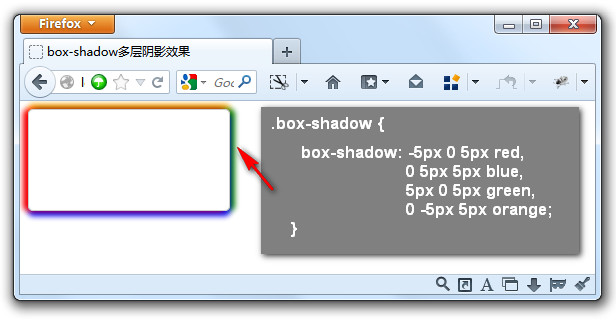 Firefox
box-shadow多层阴影效果
Goo
.box-shadow {
box-shadow: -5px 0 5px red,
0 5px 5px blue,
5px 0 5px green,
0 -5px 5px orange;
}